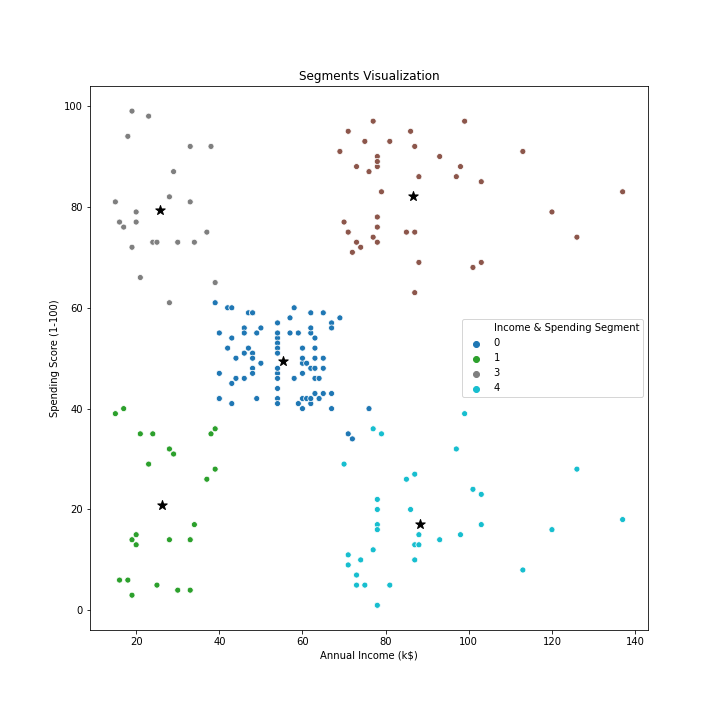 Segments Visualization
100
80
60
40
20
0
Spending Score (1-100)
Income & Spending Segment
0
1
3
4
20 40 60 80 100 120 140
Annual Income (k$)